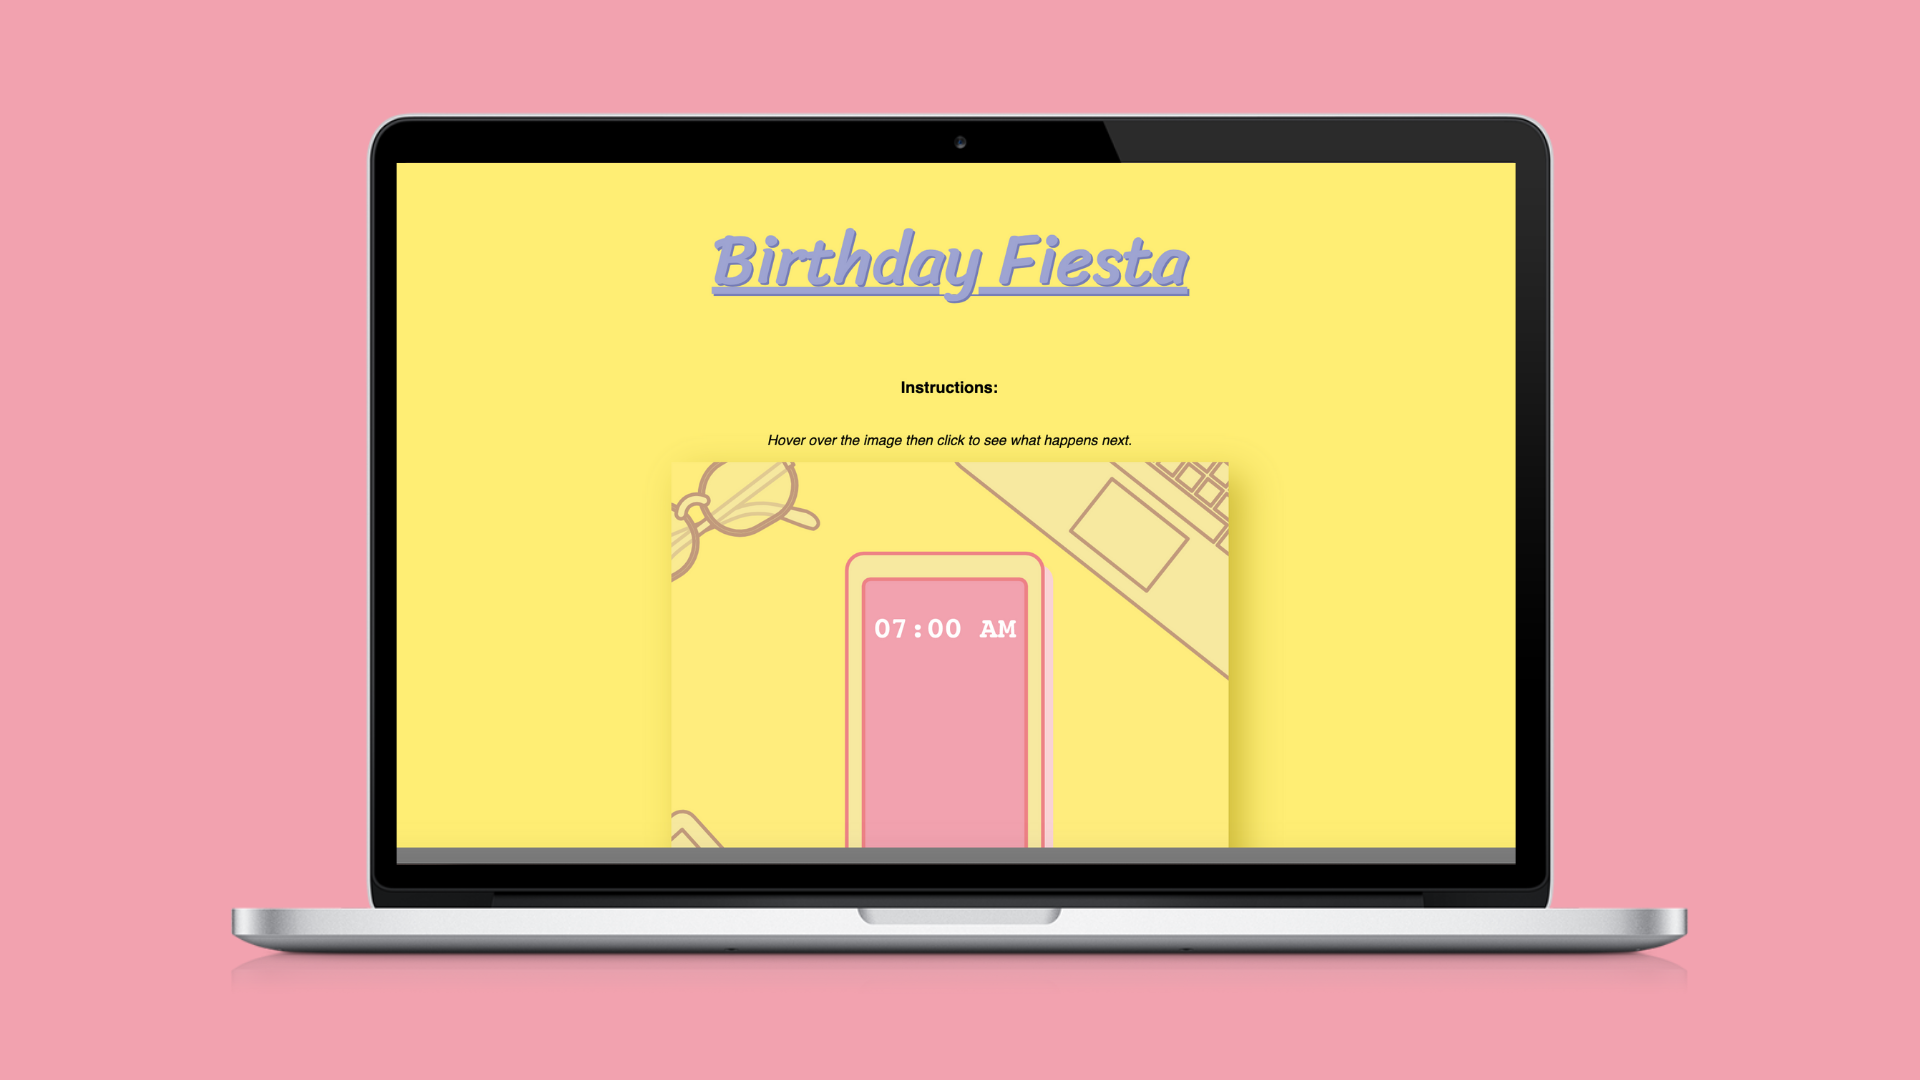 Birthday Fiesta
Instructions:
Hover over the image then click to see what happens next.
07:00 AM